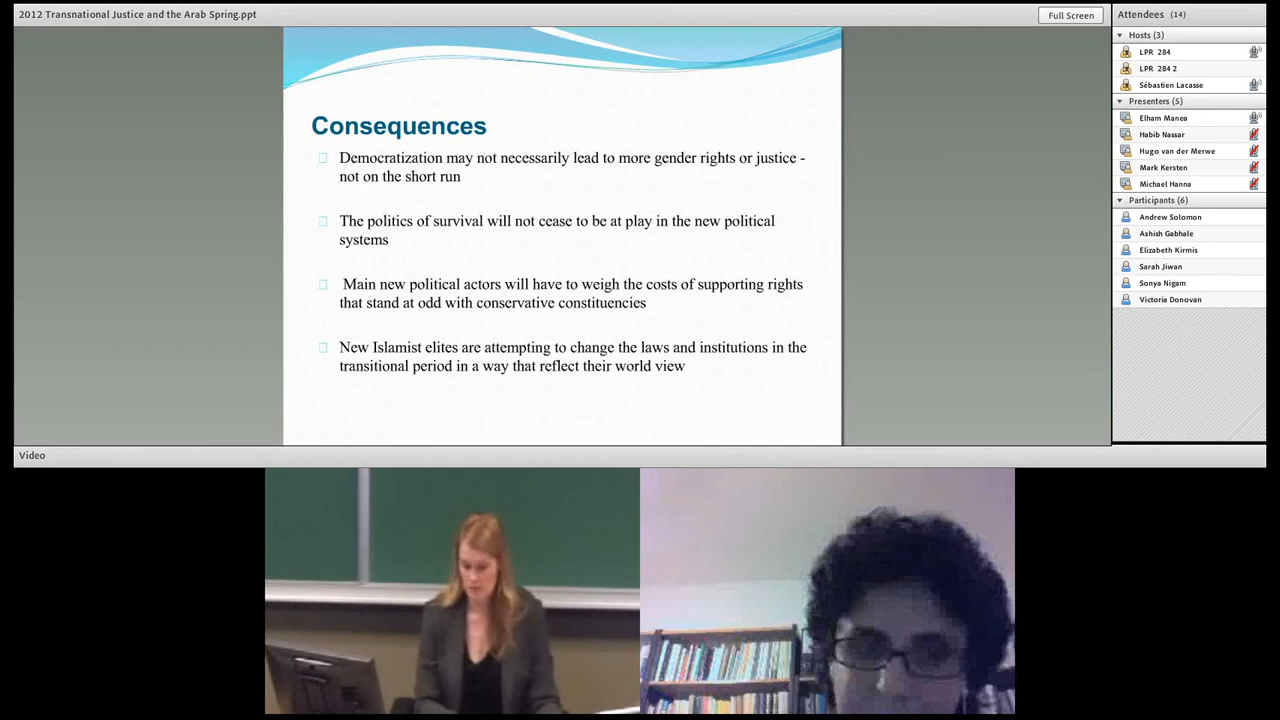 2012 Transnational Justice and the Arab Spring.ppt
Full Screen
Consequences
Democratization may not necessarily lead to more gender rights or justice -
not on the short run
The politics of survival will not cease to be at play in the new political
systems
Main new political actors will have to weigh the costs of supporting rights
that stand at odd with conservative constituencies
New Islamist elites are attempting to change the laws and institutions in the
transitional period in a way that reflect their world view
Attendees (14)
Hosts (3)
LPR 284
LPR 284 2
Sébastien Lacasse
Presenters (5)
Elham Manea
Habib Nassar
Hugo van der Merwe
Mark Kersten
Michael Hanna
Participants (6)
Andrew Solomon
Ashish Gabhale
Elizabeth Kirmis
Sarah Jiwan
Sonya Nigam
Victoria Donovan
Video